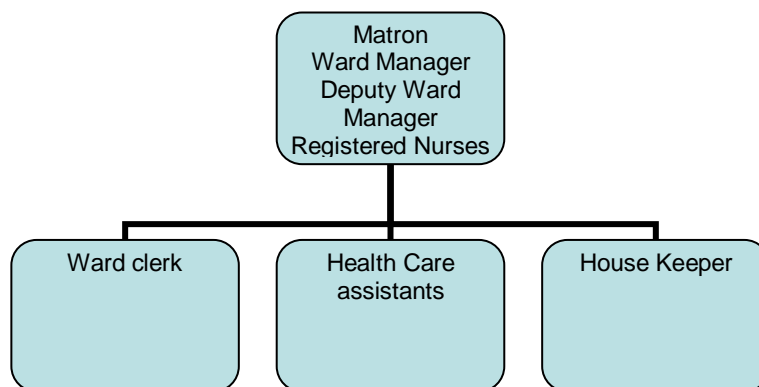 Matron
Ward Manager
Deputy Ward
Manager
Registered Nurses
Ward clerk
Health Care
assistants
House Keeper